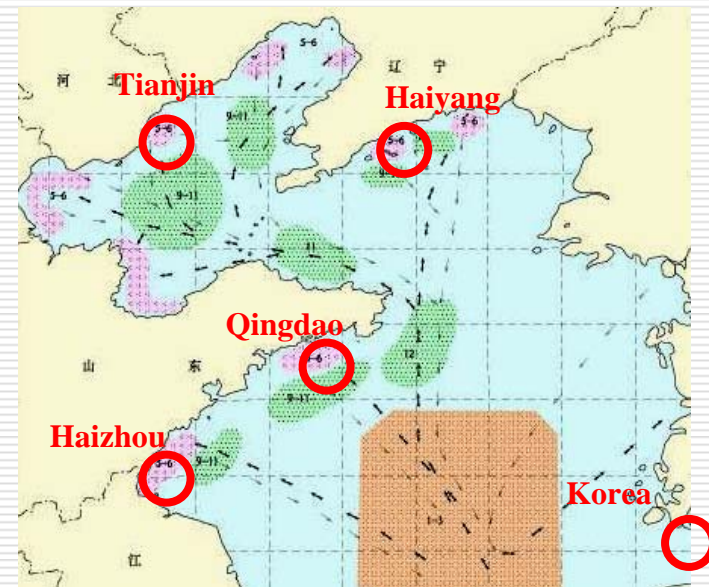 5-6
辽 宁
河 北
Tianjin
Haiyang
9-11
5-6
5-6
5-6
5-6
9-11
11
Qingdao
12
山 东
9-11
Haizhou
5-6
9-11
Korea
1-3
江